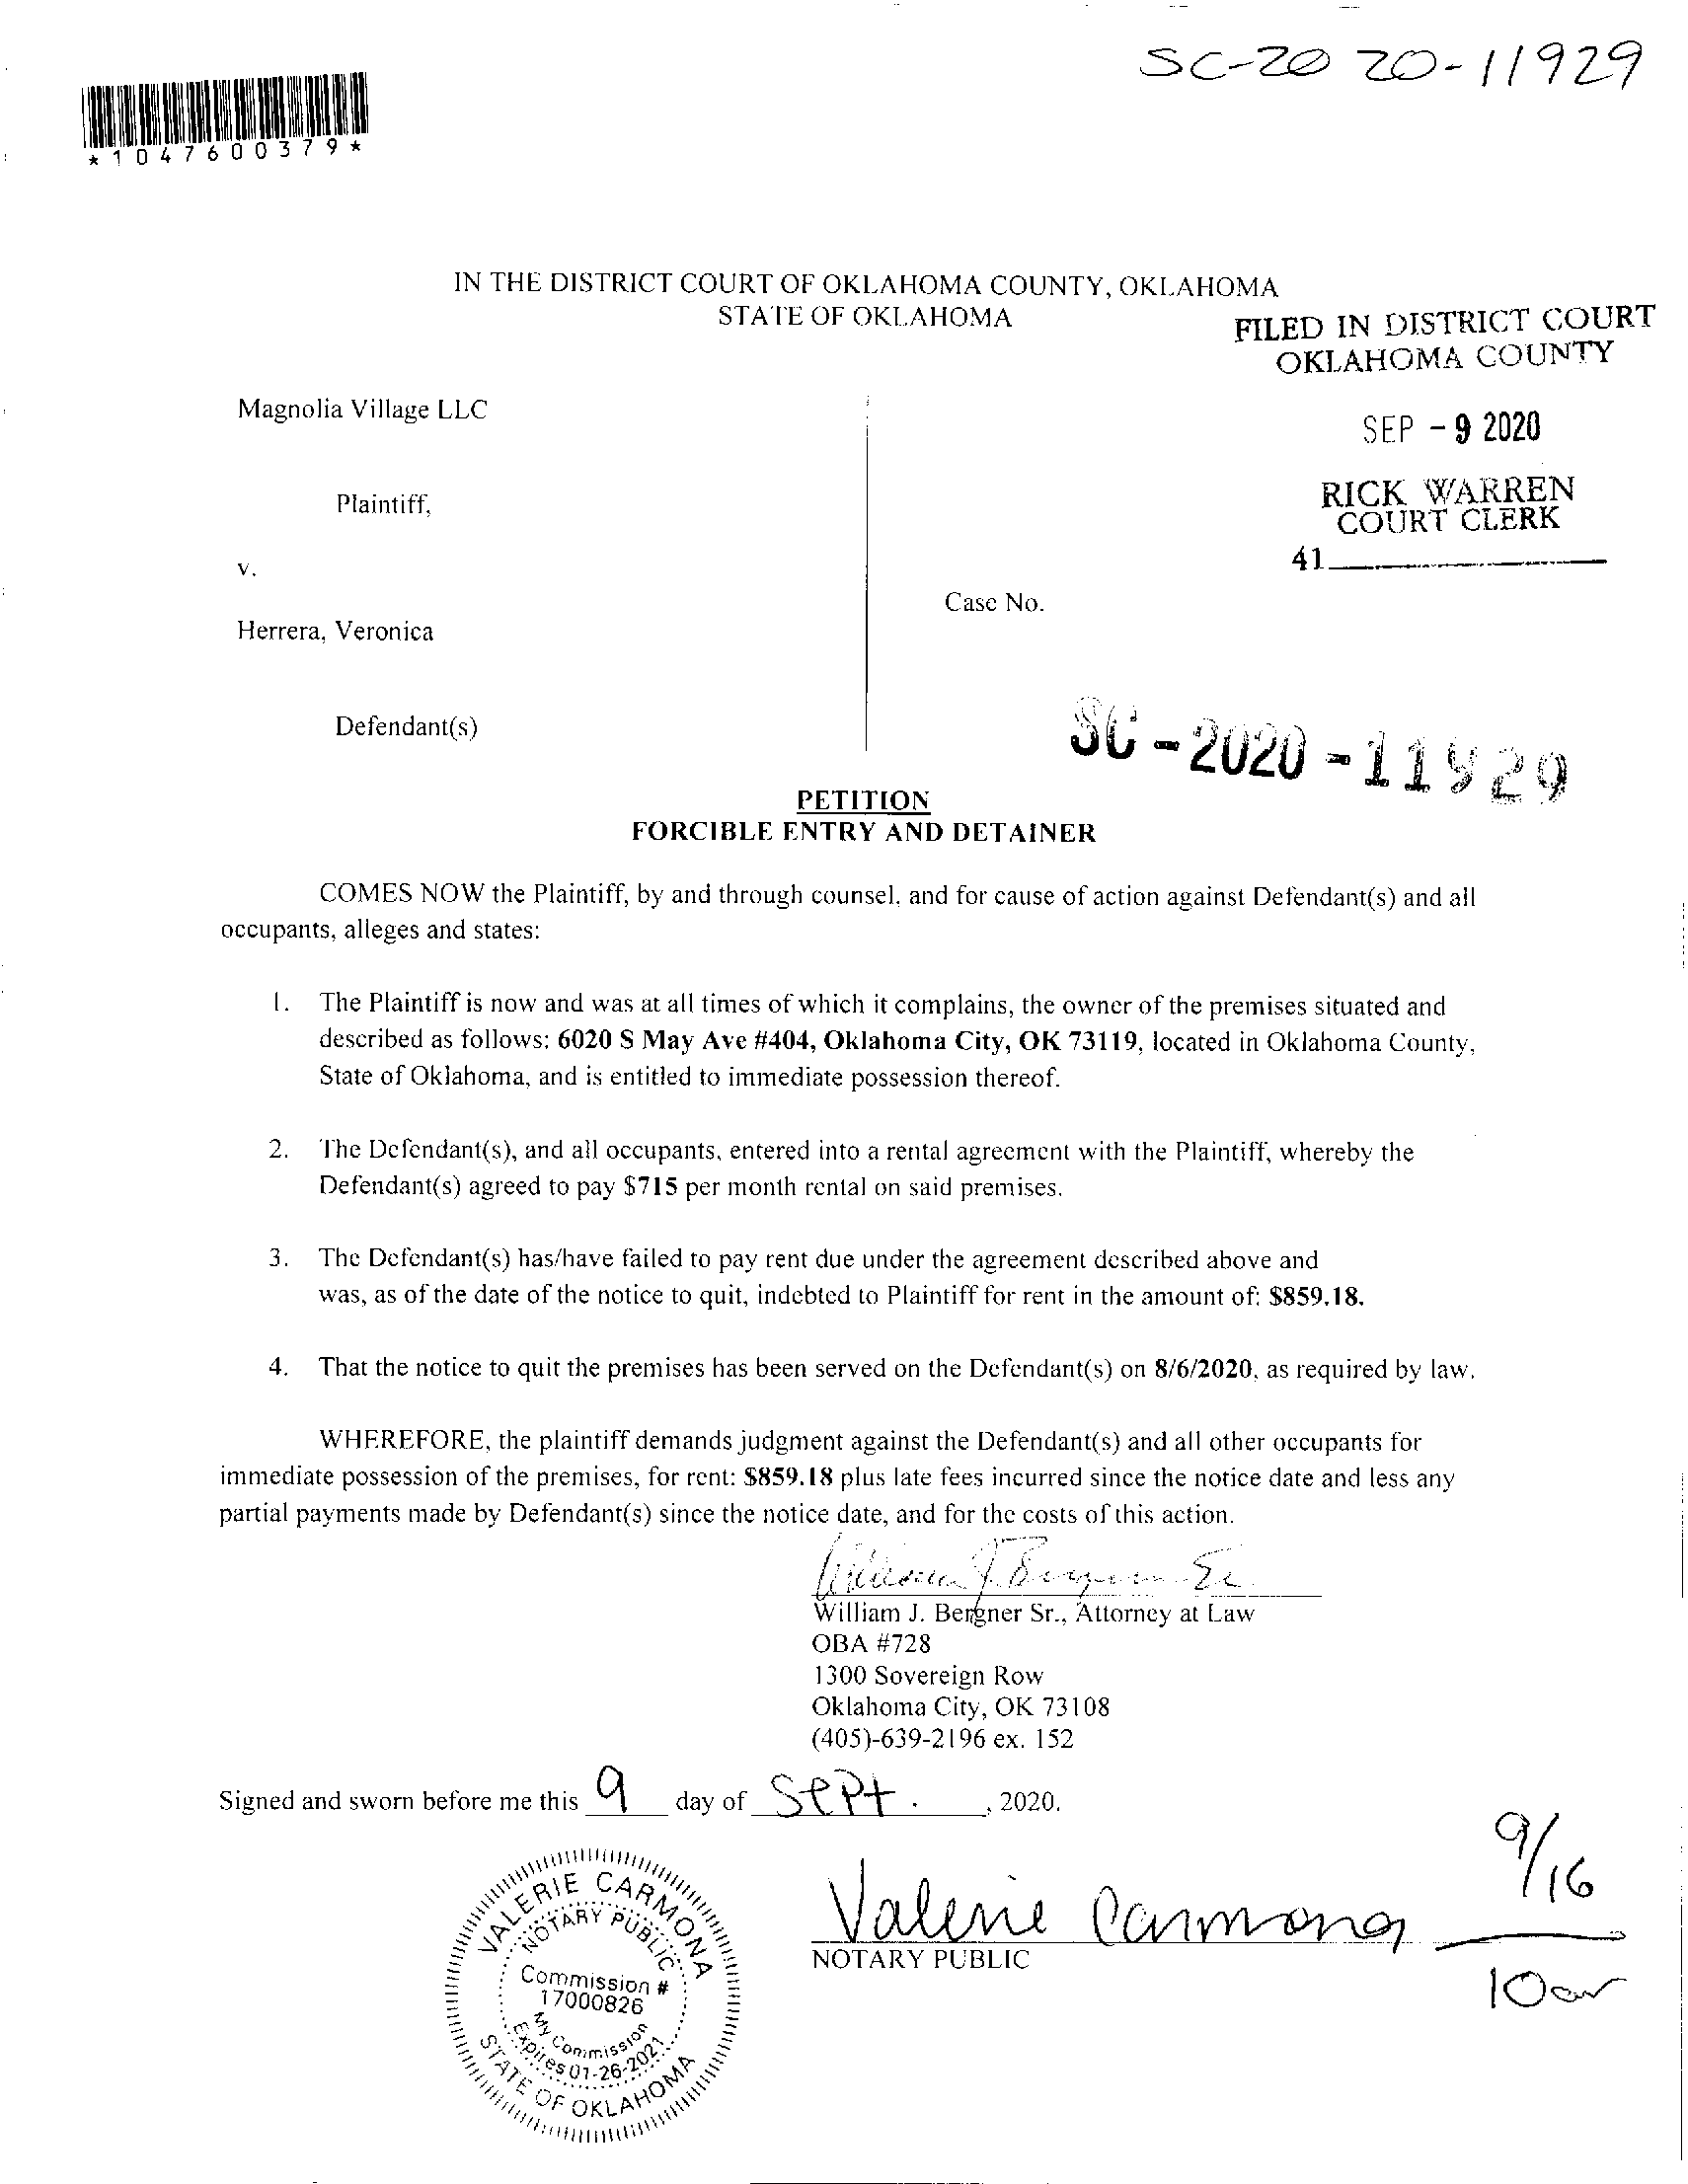 SC-2020-11929
*1047600379*
IN THE DISTRICT COURT OF OKLAHOMA COUNTY, OKLAHOMA
STATE OF OKLAHOMA
FILED IN DISTRICT COURT
OKLAHOMA COUNTY
Magnolia Village LLC
SEP - 9 2020
Plaintiff,
RICK WARREN
COURT CLERK
41
v.
Case No.
Herrera, Veronica
Defendant(s)
SC-2020-11929
PETITION
FORCIBLE ENTRY AND DETAINER
COMES NOW the Plaintiff, by and through counsel, and for cause of action against Defendant(s) and all
occupants, alleges and states:
1. The Plaintiff is now and was at all times of which it complains, the owner of the premises situated and
described as follows: 6020 S May Ave #404, Oklahoma City, OK 73119, located in Oklahoma County,
State of Oklahoma, and is entitled to immediate possession thereof.
2. The Defendant(s), and all occupants, entered into a rental agreement with the Plaintiff, whereby the
Defendant(s) agreed to pay $715 per month rental on said premises.
3. The Defendant(s) has/have failed to pay rent due under the agreement described above and
was, as of the date of the notice to quit, indebted to Plaintiff for rent in the amount of: $859.18.
4. That the notice to quit the premises has been served on the Defendant(s) on 8/6/2020, as required by law.
WHEREFORE, the plaintiff demands judgment against the Defendant(s) and all other occupants for
immediate possession of the premises, for rent: $859.18 plus late fees incurred since the notice date and less any
partial payments made by Defendant(s) since the notice date, and for the costs of this action.
William J. Bergner Sr.
William J. Bergner Sr., Attorney at Law
OBA #728
1300 Sovereign Row
Oklahoma City, OK 73108
(405)-639-2196 ex. 152
Signed and sworn before me this 9 day of Sept. , 2020.
9/16
Valerie Carmona
NOTARY PUBLIC
10am
VALERIE CARMONA
NOTARY PUBLIC
Commission #
17000826
My Commission
Expires 01-26-2021
STATE OF OKLAHOMA